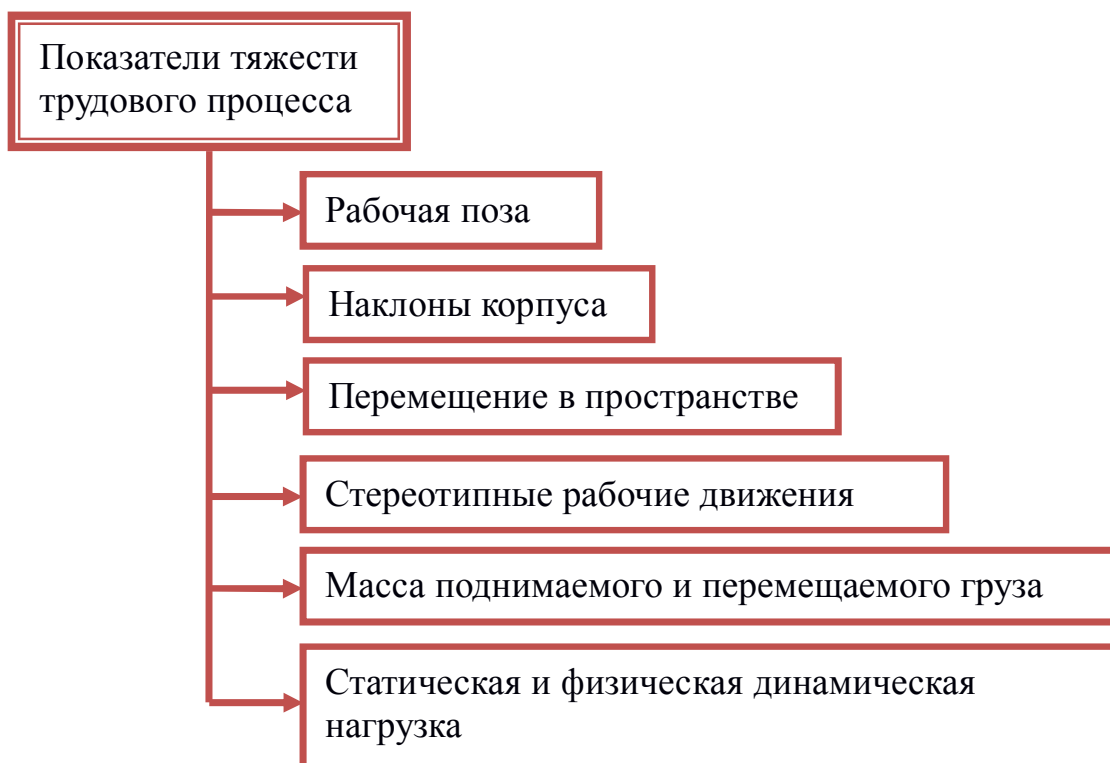 Показатели тяжести
трудового процесса
Рабочая поза
Наклоны корпуса
Перемещение в пространстве
Стереотипные рабочие движения
Масса поднимаемого и перемещаемого груза
Статическая и физическая динамическая
нагрузка